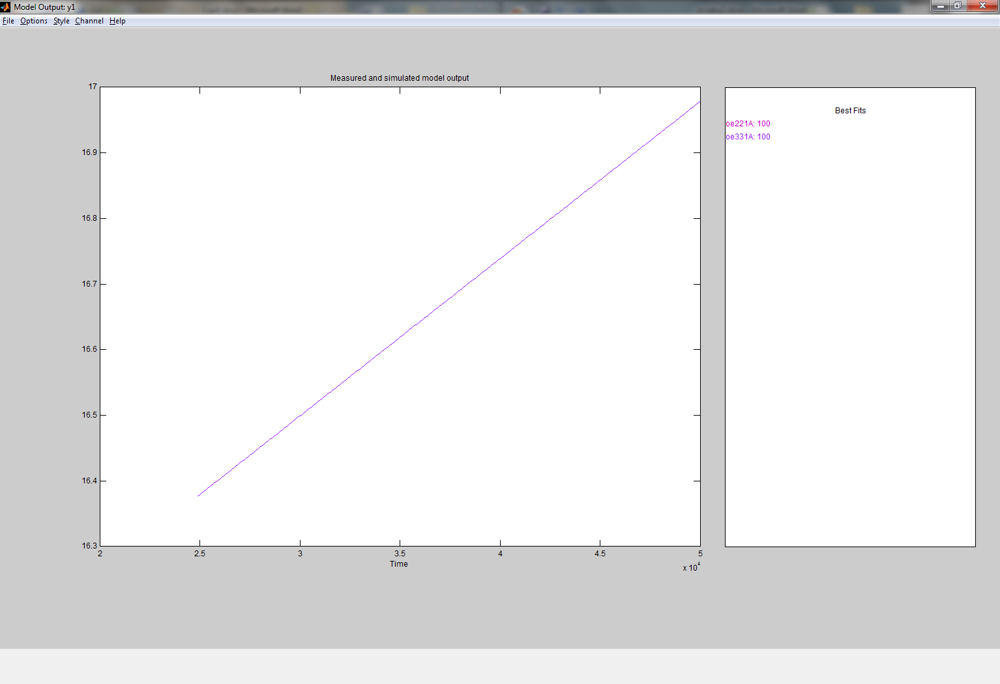 Model Output: y1
File Options Style Channel Help
Measured and simulated model output
17
16.9
16.8
16.7
16.6
16.5
16.4
16.3
2 2.5 3 3.5 4 4.5 5
Time
x 10^4
Best Fits
oe221A: 100
oe331A: 100